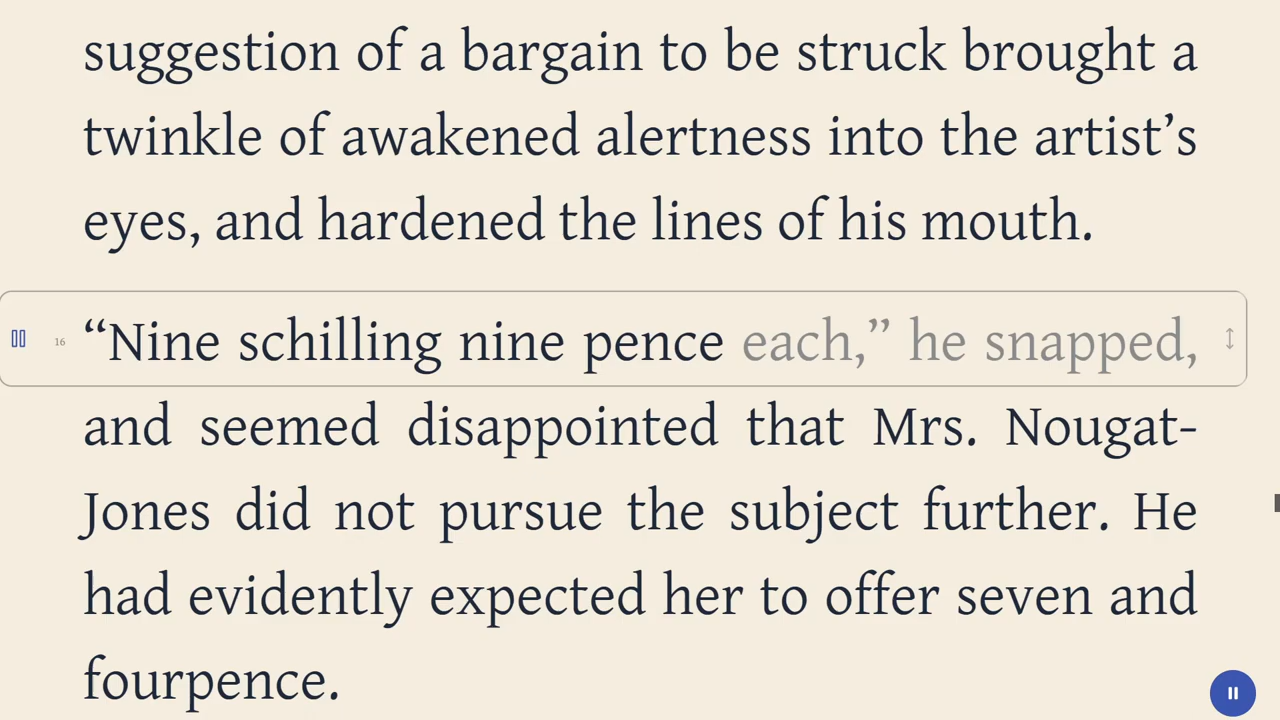 suggestion of a bargain to be struck brought a
twinkle of awakened alertness into the artist’s
eyes, and hardened the lines of his mouth.
16
“Nine schilling nine pence each,” he snapped,
and seemed disappointed that Mrs. Nougat-
Jones did not pursue the subject further. He
had evidently expected her to offer seven and
fourpence.